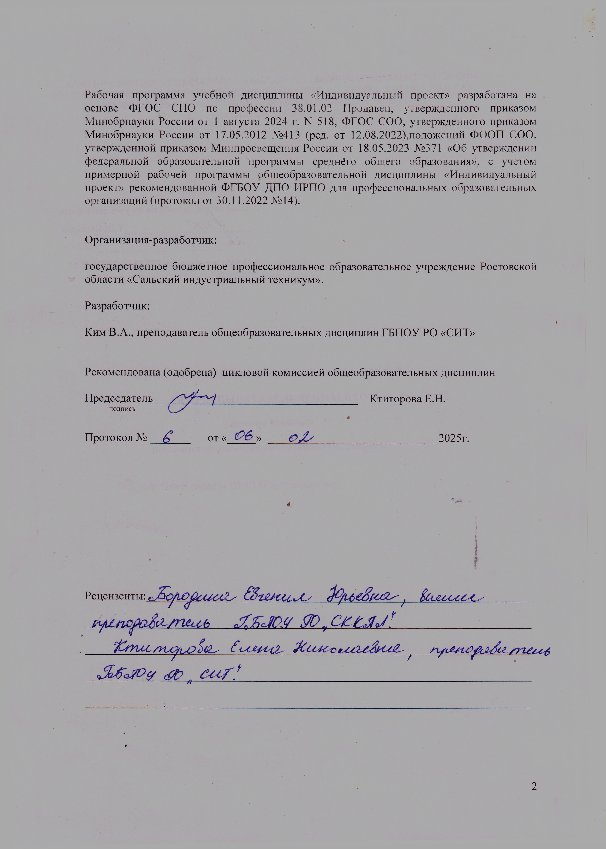 Рабочая программа учебной дисциплины «Индивидуальный проект» разработана на
основе ФГОС СПО по профессии 38.01.02 Продавец, утвержденного приказом
Минобрнауки России от 1 августа 2024 г. N 518, ФГОС СОО, утвержденного приказом
Минобрнауки России от 17.05.2012 №413 (ред. от 12.08.2022),положений ФООП СОО,
утвержденной приказом Минпросвещения России от 18.05.2023 №371 «Об утверждении
федеральной образовательной программы среднего общего образования», с учетом
примерной рабочей программы общеобразовательной дисциплины «Индивидуальный
проект» рекомендованной ФГБОУ ДПО ИРПО для профессиональных образовательных
организаций (протокол от 30.11.2022 №14).
Организация-разработчик:
государственное бюджетное профессиональное образовательное учреждение Ростовской
области «Сальский индустриальный техникум».
Разработчик:
Ким В.А., преподаватель общеобразовательных дисциплин ГБПОУ РО «СИТ»
Рекомендована (одобрена) цикловой комиссией общеобразовательных дисциплин
Председатель Ктиторова Е.Н.
подпись
Протокол № 6 от «06» 02 2025г.
Рецензенты: Бородина Евгения Юрьевна,
преподаватель ГБПОУ РО „СККПЛ"
Ктиторова Елена Николаевна, преподаватель
ГБПОУ РО „СИТ"
2